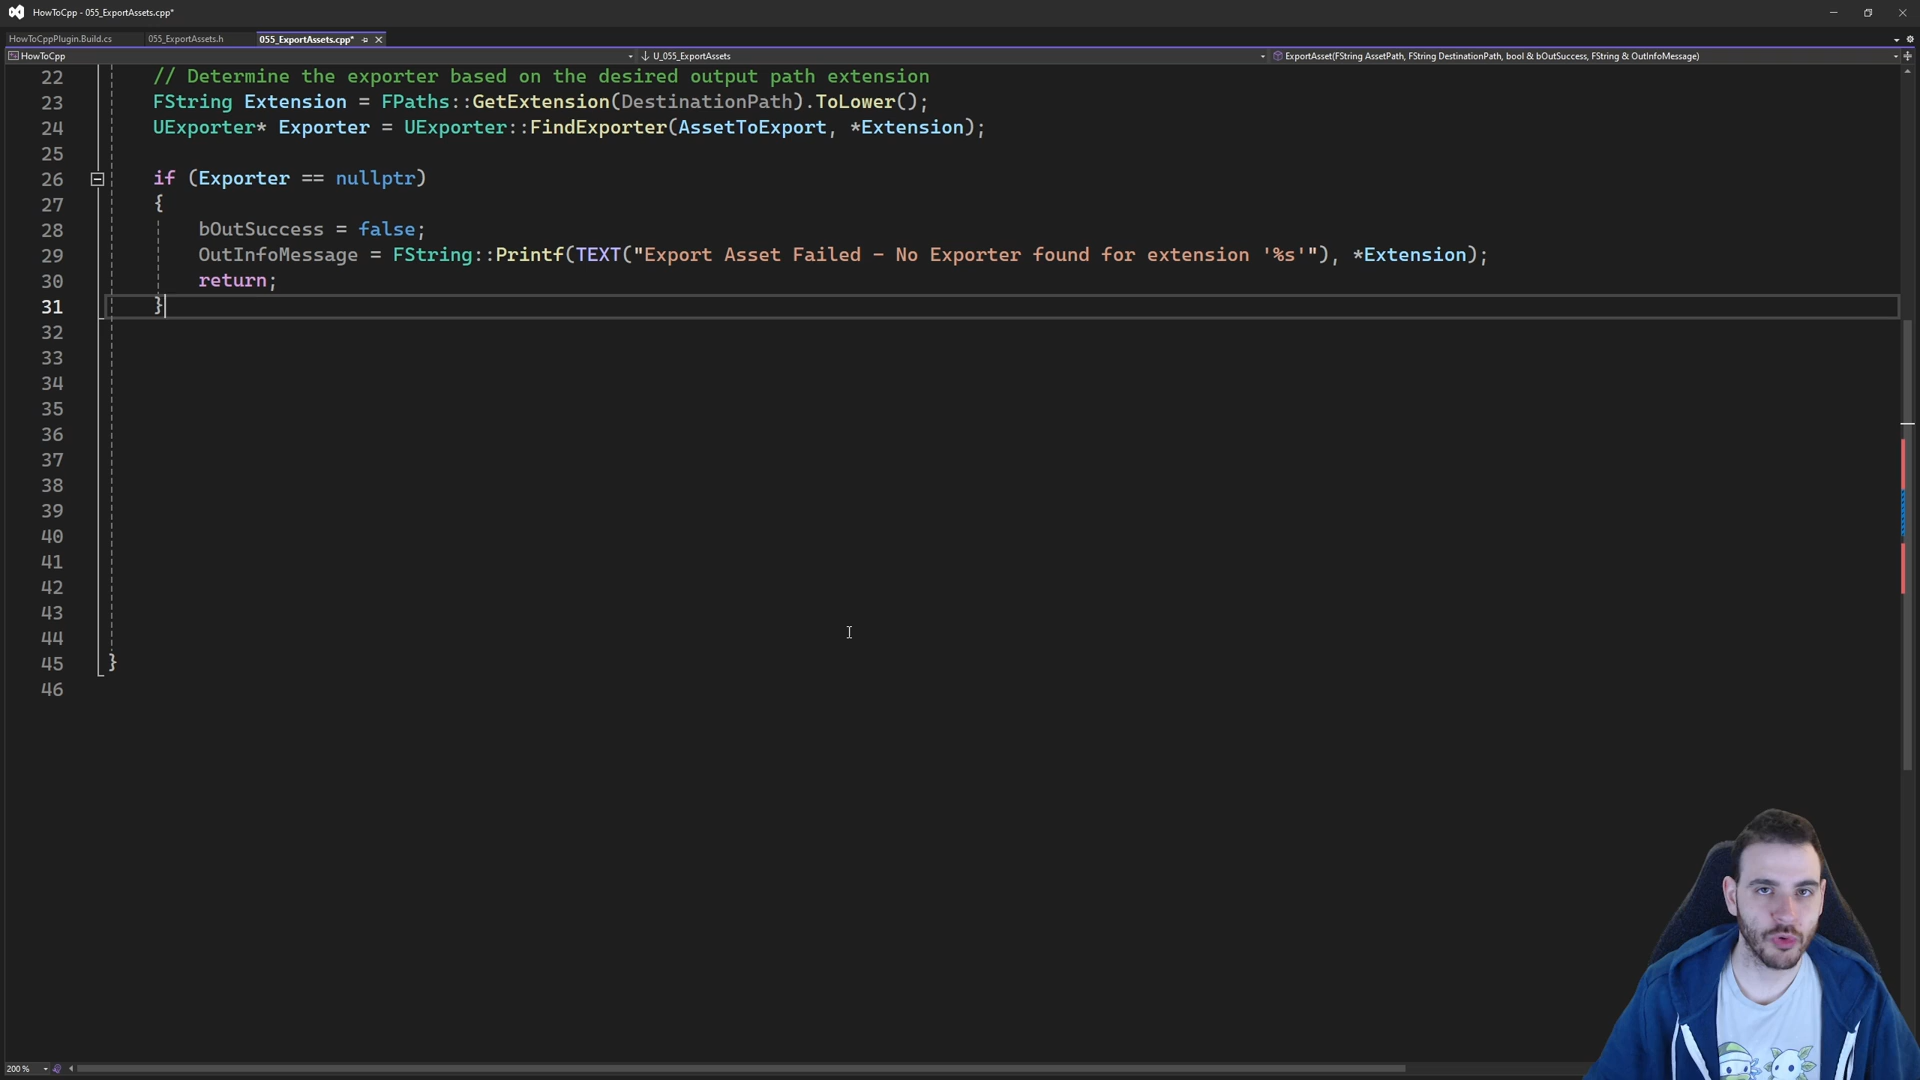 HowToCpp - 055_ExportAssets.cpp*
HowToCppPlugin.Build.cs
055_ExportAssets.h
055_ExportAssets.cpp*
HowToCpp
U_055_ExportAssets
ExportAsset(FString AssetPath, FString DestinationPath, bool & bOutSuccess, FString & OutInfoMessage)
22 // Determine the exporter based on the desired output path extension
23 FString Extension = FPaths::GetExtension(DestinationPath).ToLower();
24 UExporter* Exporter = UExporter::FindExporter(AssetToExport, *Extension);
25
26 if (Exporter == nullptr)
27 {
28 bOutSuccess = false;
29 OutInfoMessage = FString::Printf(TEXT("Export Asset Failed - No Exporter found for extension '%s'"), *Extension);
30 return;
31 }
32
33
34
35
36
37
38
39
40
41
42
43
44
45 }
46
200 %